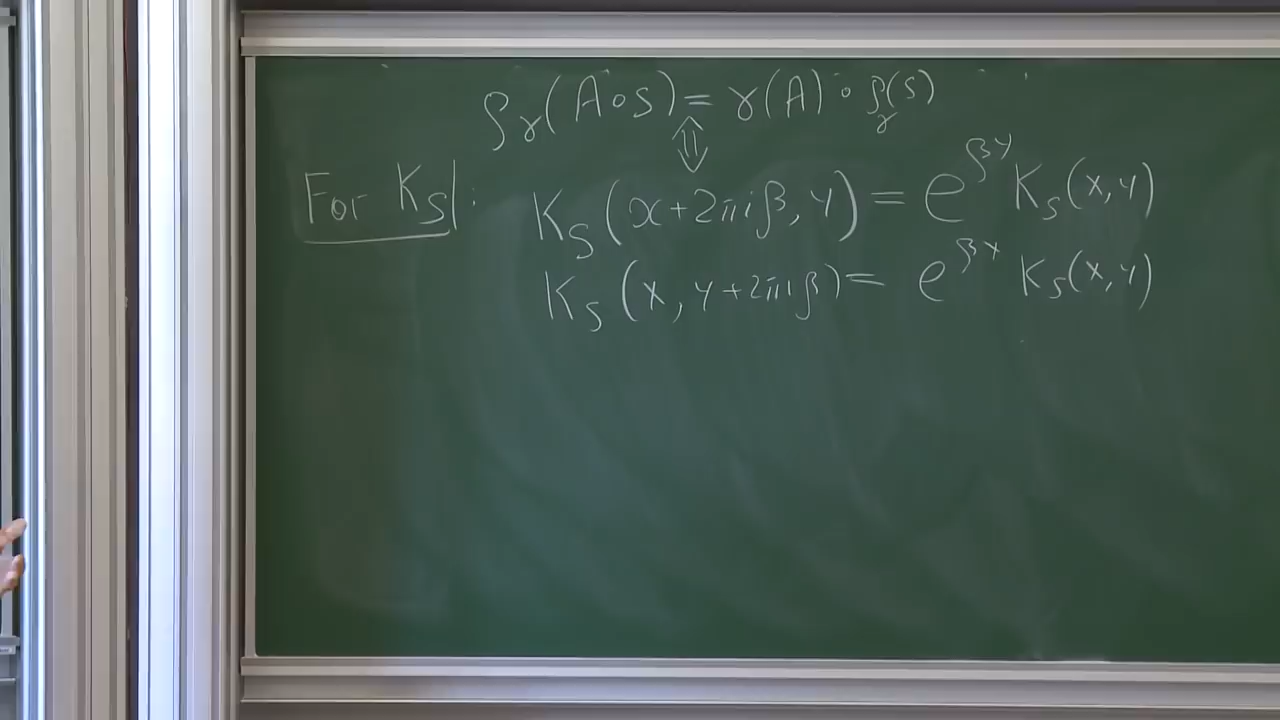 ρ_γ(A∘S) = γ(A)∘ρ_γ(S)
⇕
For K_S|: K_S(x+2πiβ, y) = e^{βy} K_S(x,y)
K_S(x, y+2πiβ) = e^{βx} K_S(x,y)